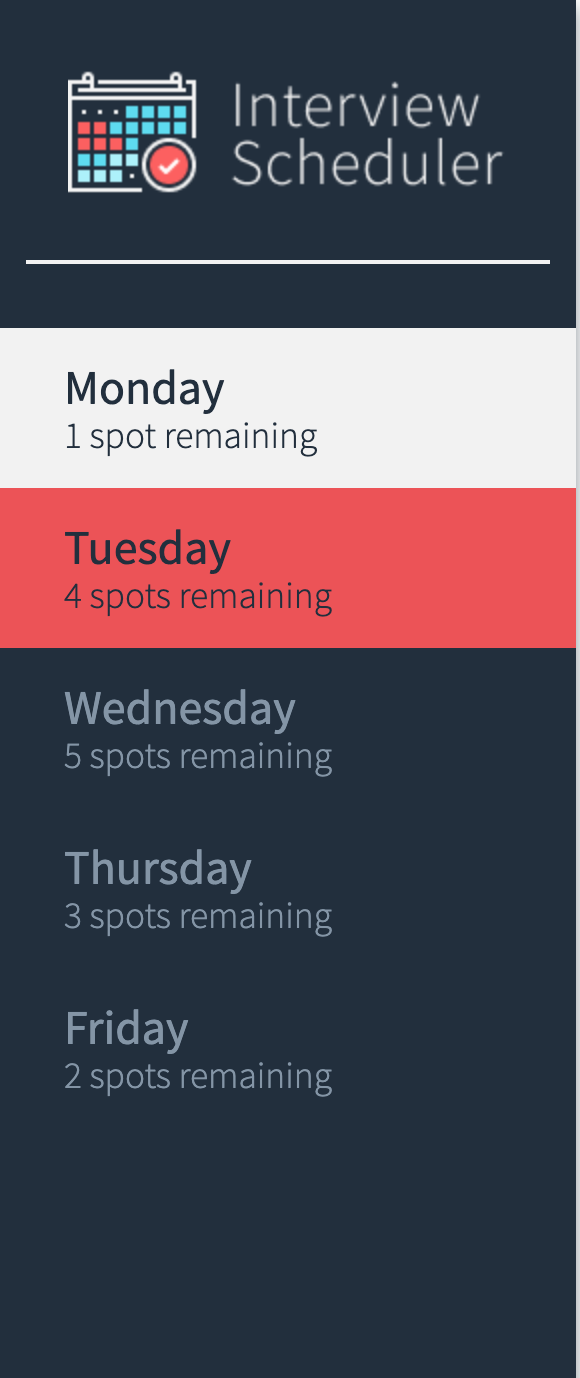 Interview
Scheduler
Monday
1 spot remaining
Tuesday
4 spots remaining
Wednesday
5 spots remaining
Thursday
3 spots remaining
Friday
2 spots remaining